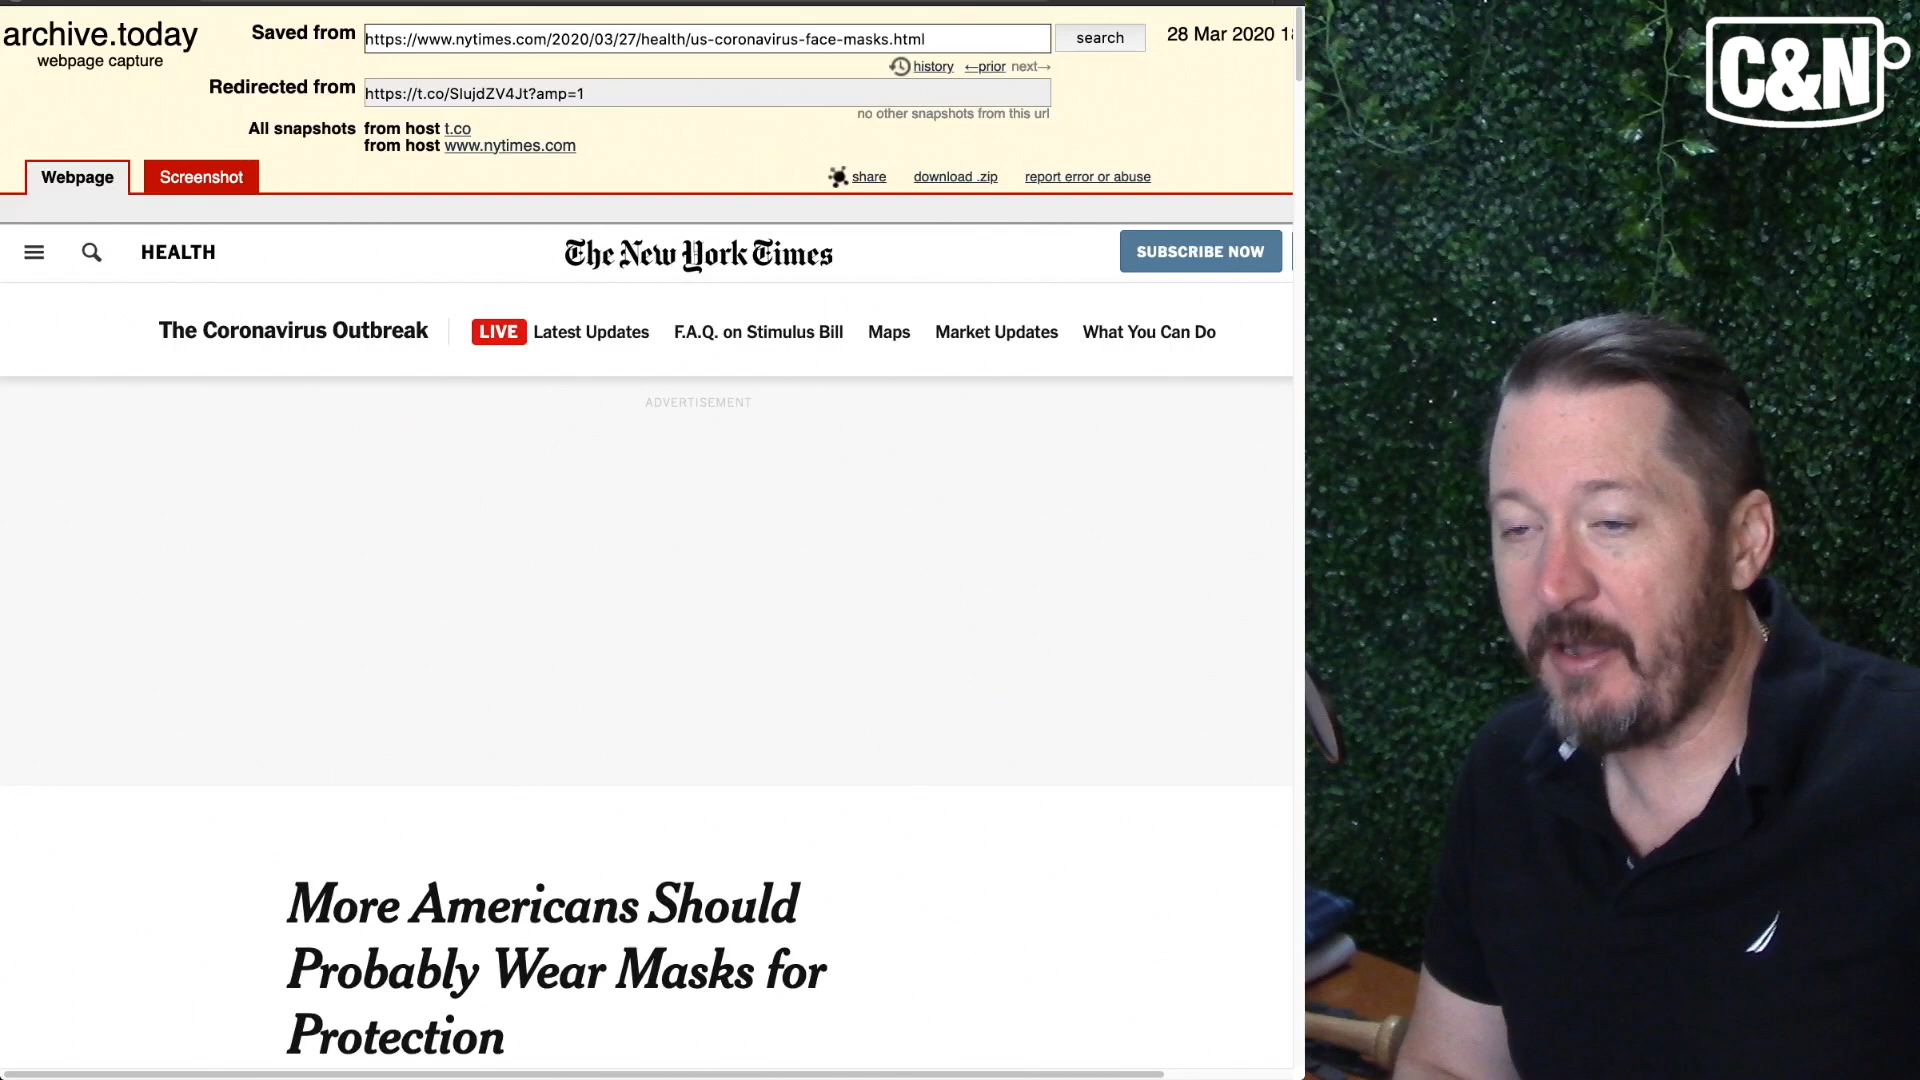 archive.today
webpage capture
Saved from
https://www.nytimes.com/2020/03/27/health/us-coronavirus-face-masks.html
search
28 Mar 2020
history ←prior next→
Redirected from
https://t.co/SlujdZV4Jt?amp=1
no other snapshots from this url
All snapshots from host t.co
from host www.nytimes.com
Webpage
Screenshot
share
download .zip
report error or abuse
HEALTH
The New York Times
SUBSCRIBE NOW
The Coronavirus Outbreak
LIVE Latest Updates
F.A.Q. on Stimulus Bill
Maps
Market Updates
What You Can Do
ADVERTISEMENT
More Americans Should
Probably Wear Masks for
Protection
C&N